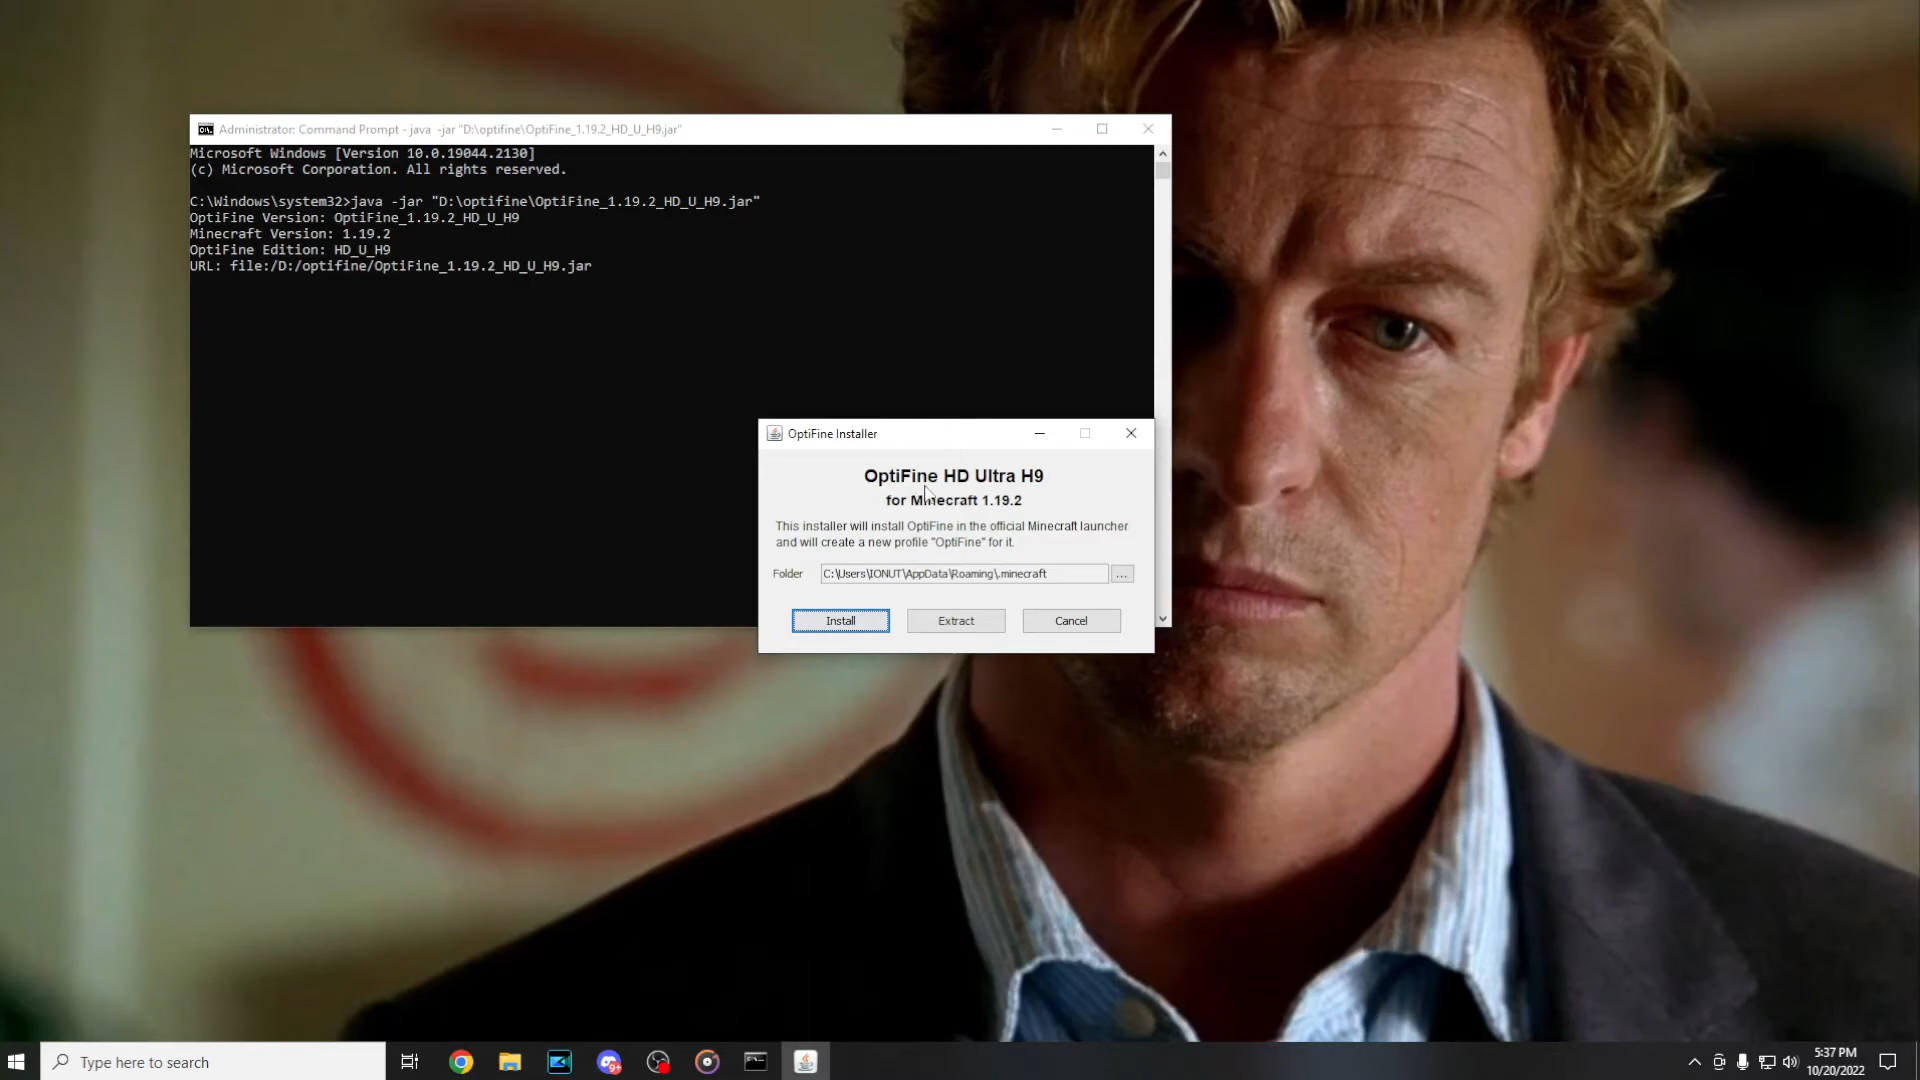 Administrator: Command Prompt - java  -jar "D:\optifine\OptiFine_1.19.2_HD_U_H9.jar"
Microsoft Windows [Version 10.0.19044.2130]
(c) Microsoft Corporation. All rights reserved.
C:\Windows\system32>java -jar "D:\optifine\OptiFine_1.19.2_HD_U_H9.jar"
OptiFine Version: OptiFine_1.19.2_HD_U_H9
Minecraft Version: 1.19.2
OptiFine Edition: HD_U_H9
URL: file:/D:/optifine/OptiFine_1.19.2_HD_U_H9.jar
OptiFine Installer
OptiFine HD Ultra H9
for Minecraft 1.19.2
This installer will install OptiFine in the official Minecraft launcher
and will create a new profile "OptiFine" for it.
Folder C:\Users\IONUT\AppData\Roaming\.minecraft ...
Install Extract Cancel
Type here to search
9+
5:37 PM
10/20/2022